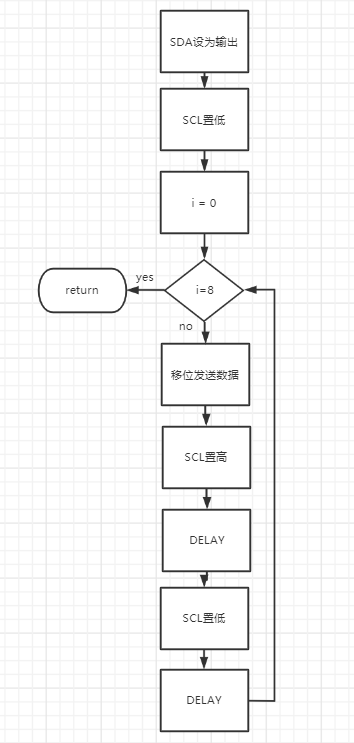 SDA设为输出
SCL置低
i = 0
i=8
yes
return
no
移位发送数据
SCL置高
DELAY
SCL置低
DELAY